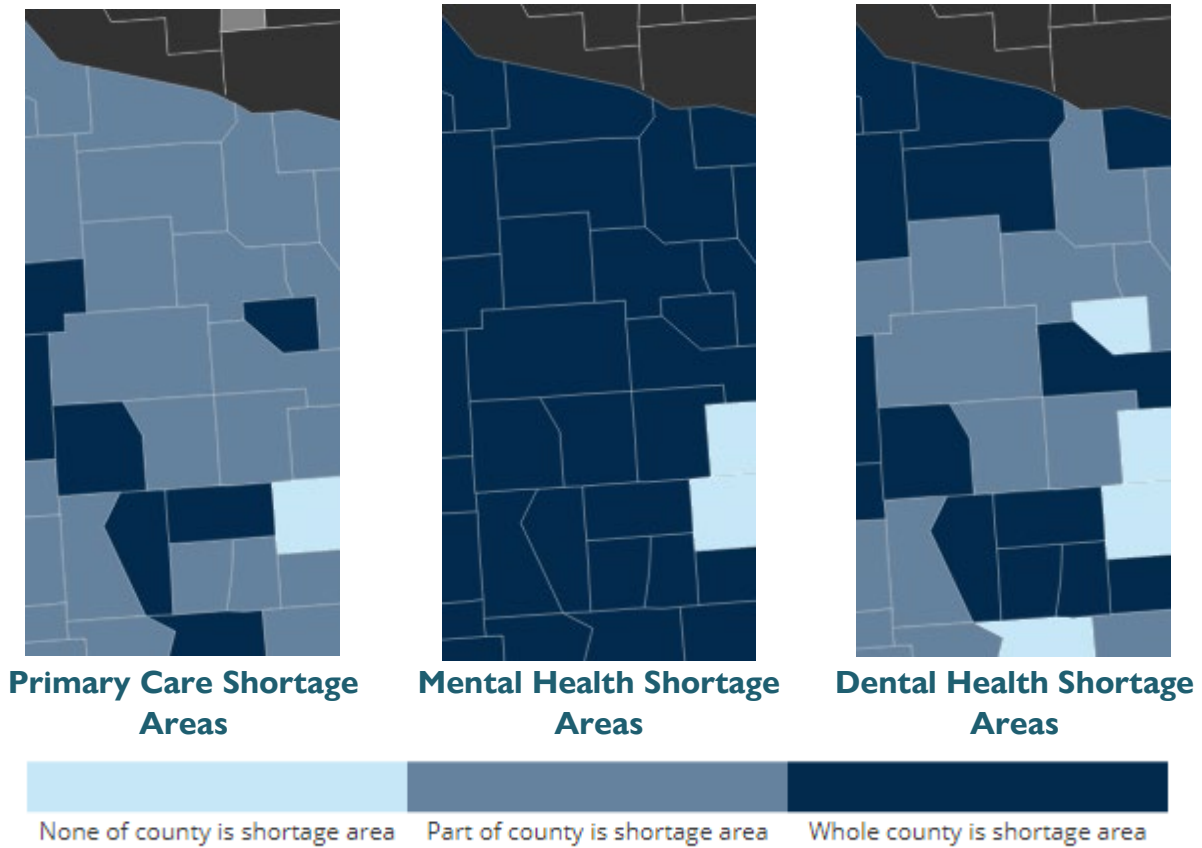 Primary Care Shortage
Areas
Mental Health Shortage
Areas
Dental Health Shortage
Areas
None of county is shortage area
Part of county is shortage area
Whole county is shortage area